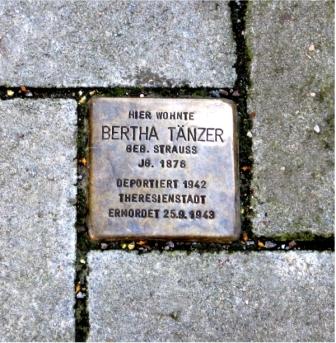 HIER WOHNTE
BERTHA TÄNZER
GEB. STRAUSS
JG. 1876
DEPORTIERT 1942
THERESIENSTADT
ERMORDET 25.9.1943